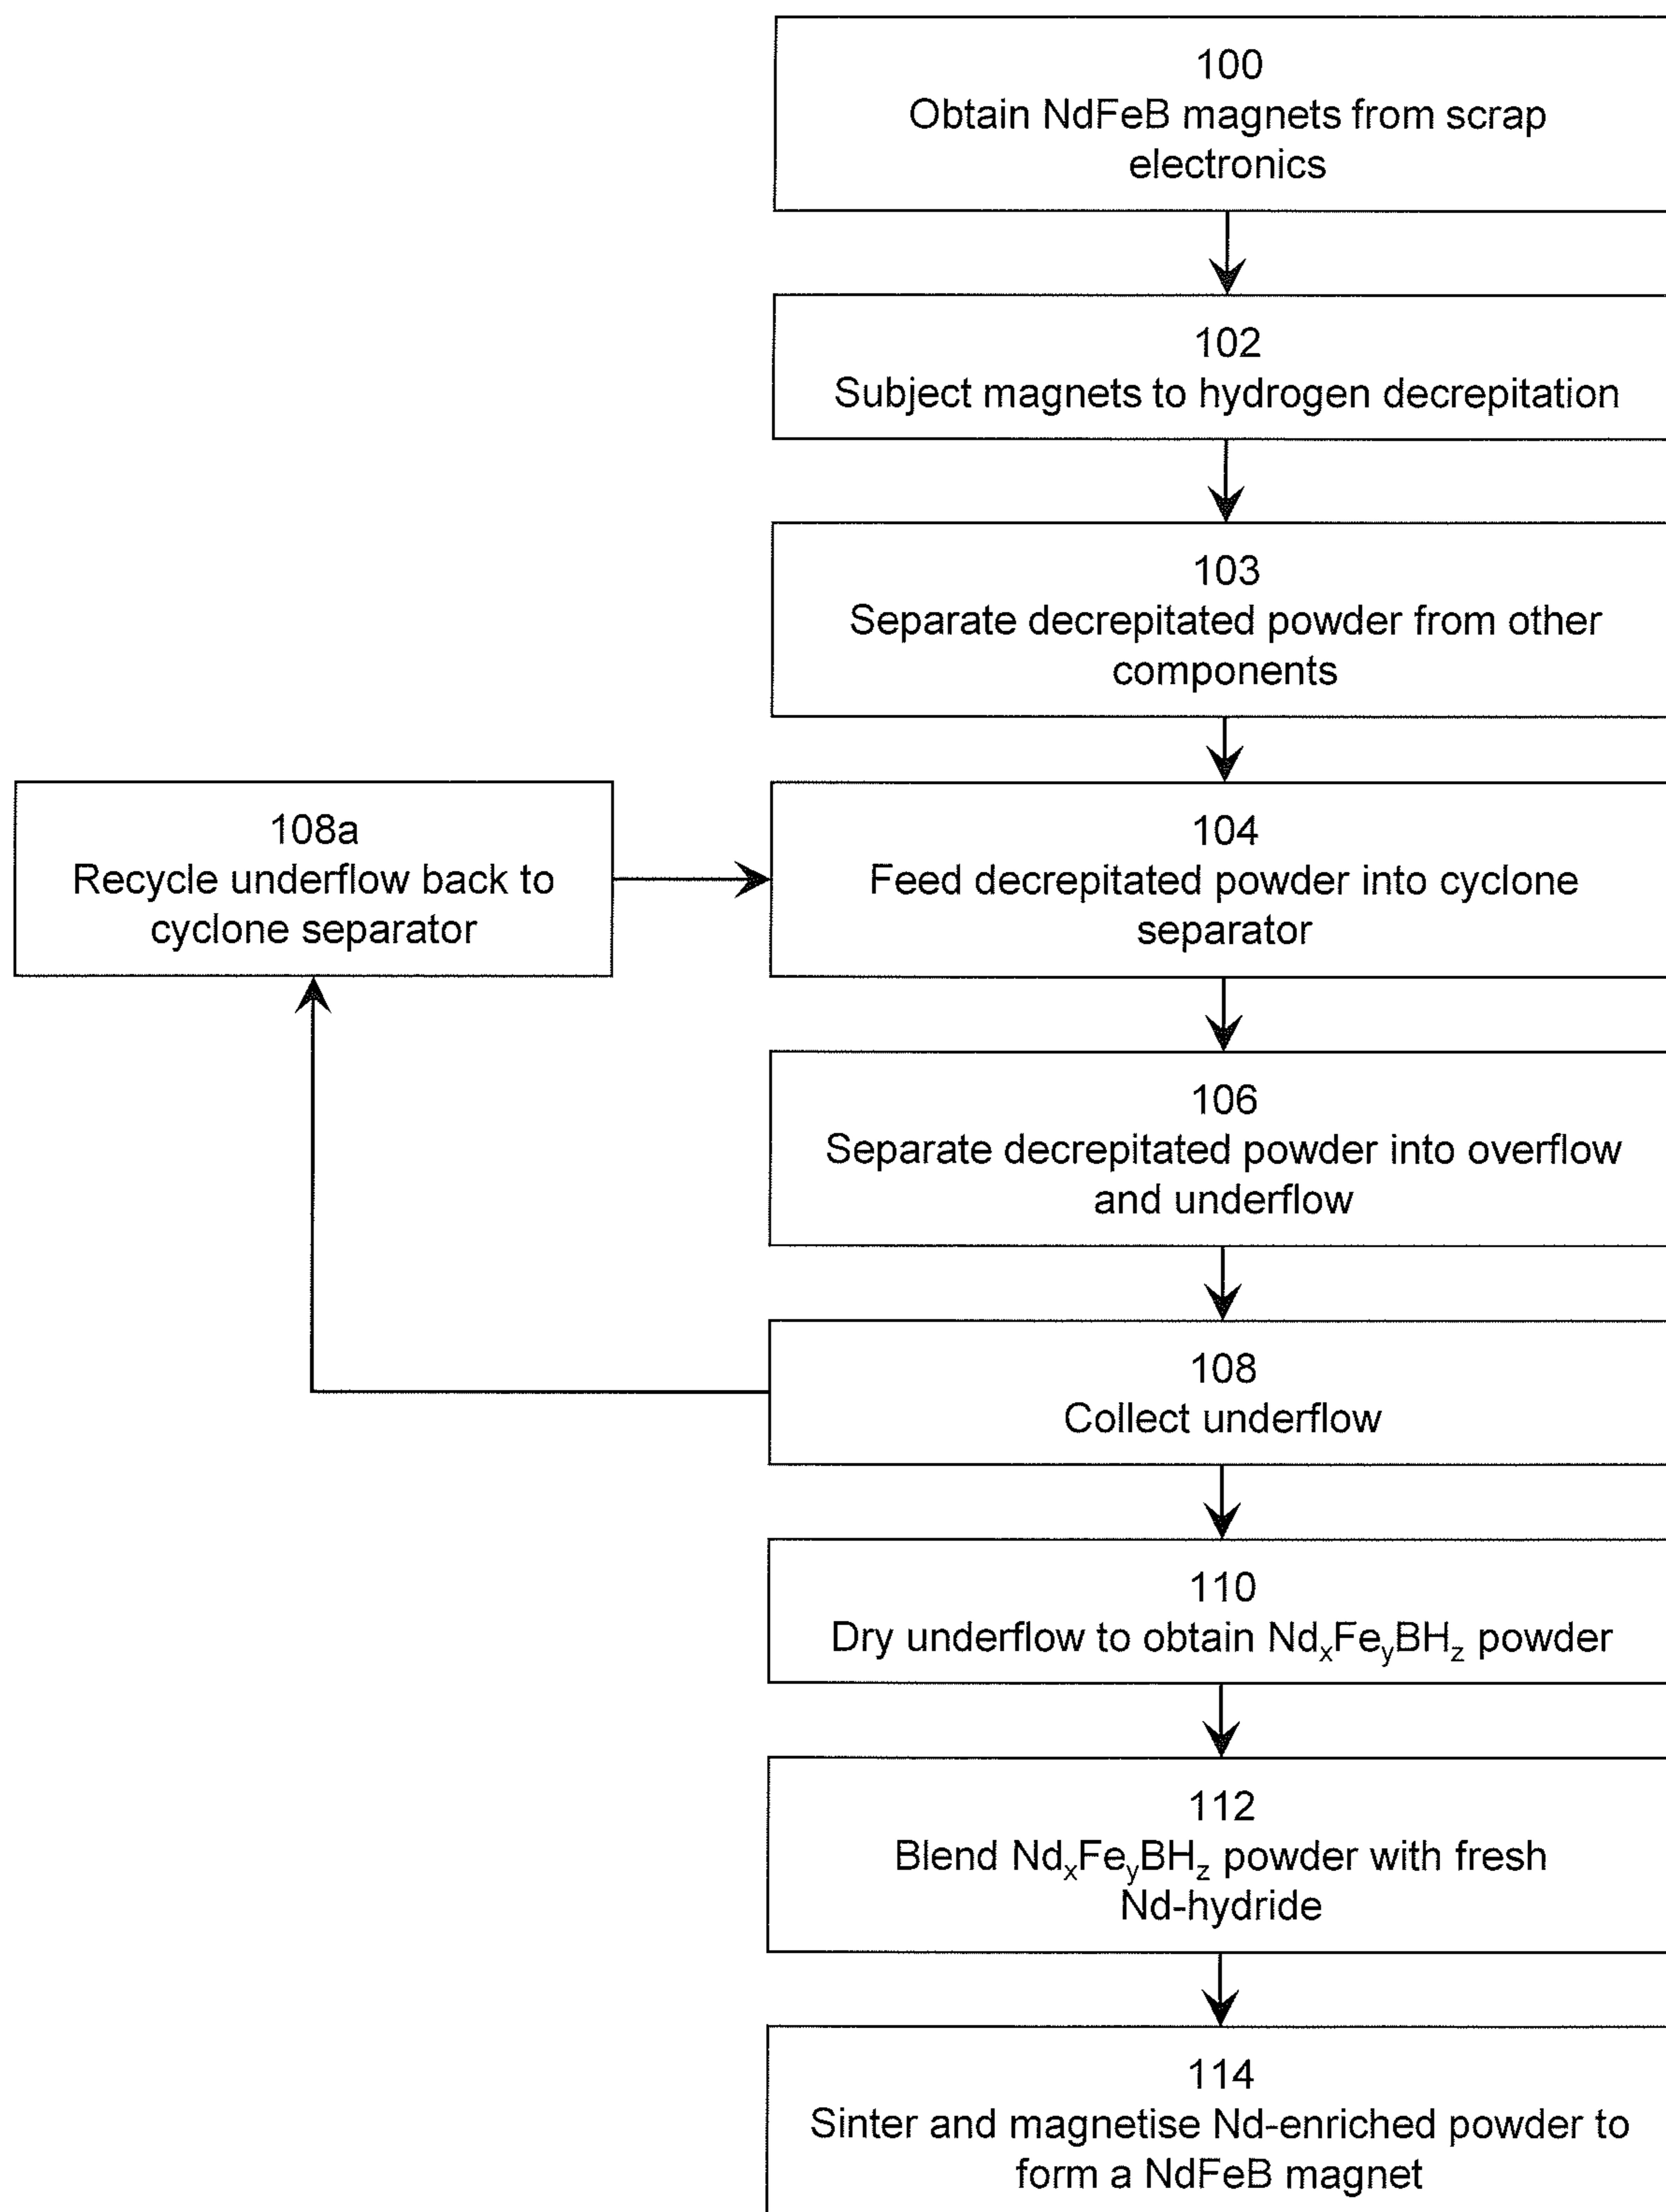 100
Obtain NdFeB magnets from scrap
electronics
102
Subject magnets to hydrogen decrepitation
103
Separate decrepitated powder from other
components
108a
Recycle underflow back to
cyclone separator
104
Feed decrepitated powder into cyclone
separator
106
Separate decrepitated powder into overflow
and underflow
108
Collect underflow
110
Dry underflow to obtain NdₓFeᵧBH₂ powder
112
Blend NdₓFeᵧBH₂ powder with fresh
Nd-hydride
114
Sinter and magnetise Nd-enriched powder to
form a NdFeB magnet